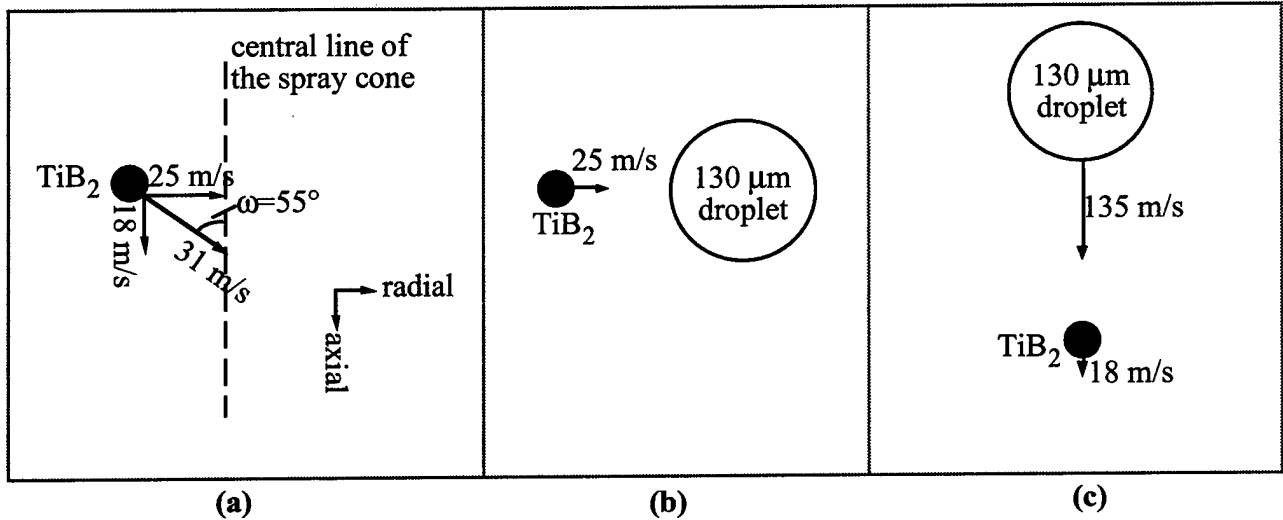 central line of
the spray cone
TiB2
25 m/s
ω=55°
18 m/s
31 m/s
radial
axial
(a)
25 m/s
TiB2
130 μm
droplet
(b)
130 μm
droplet
135 m/s
TiB2
18 m/s
(c)